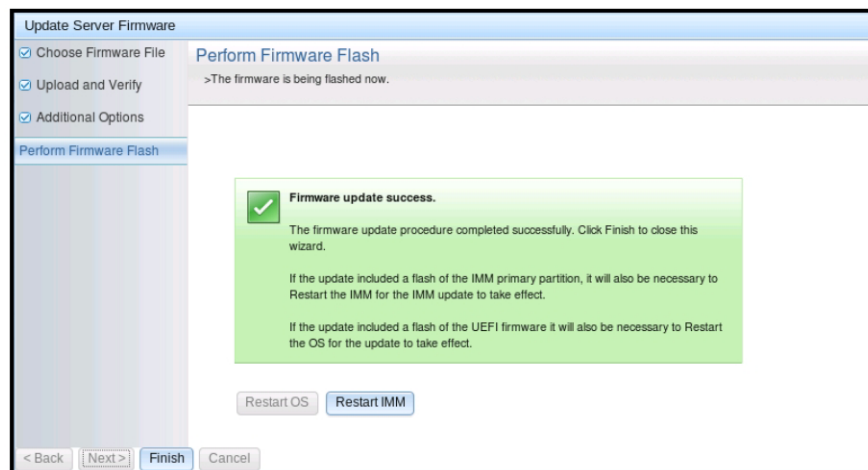 Update Server Firmware
Choose Firmware File
Upload and Verify
Additional Options
Perform Firmware Flash
Perform Firmware Flash
>The firmware is being flashed now.
Firmware update success.
The firmware update procedure completed successfully. Click Finish to close this
wizard.
If the update included a flash of the IMM primary partition, it will also be necessary to
Restart the IMM for the IMM update to take effect.
If the update included a flash of the UEFI firmware it will also be necessary to Restart
the OS for the update to take effect.
Restart OS Restart IMM
< Back Next > Finish Cancel